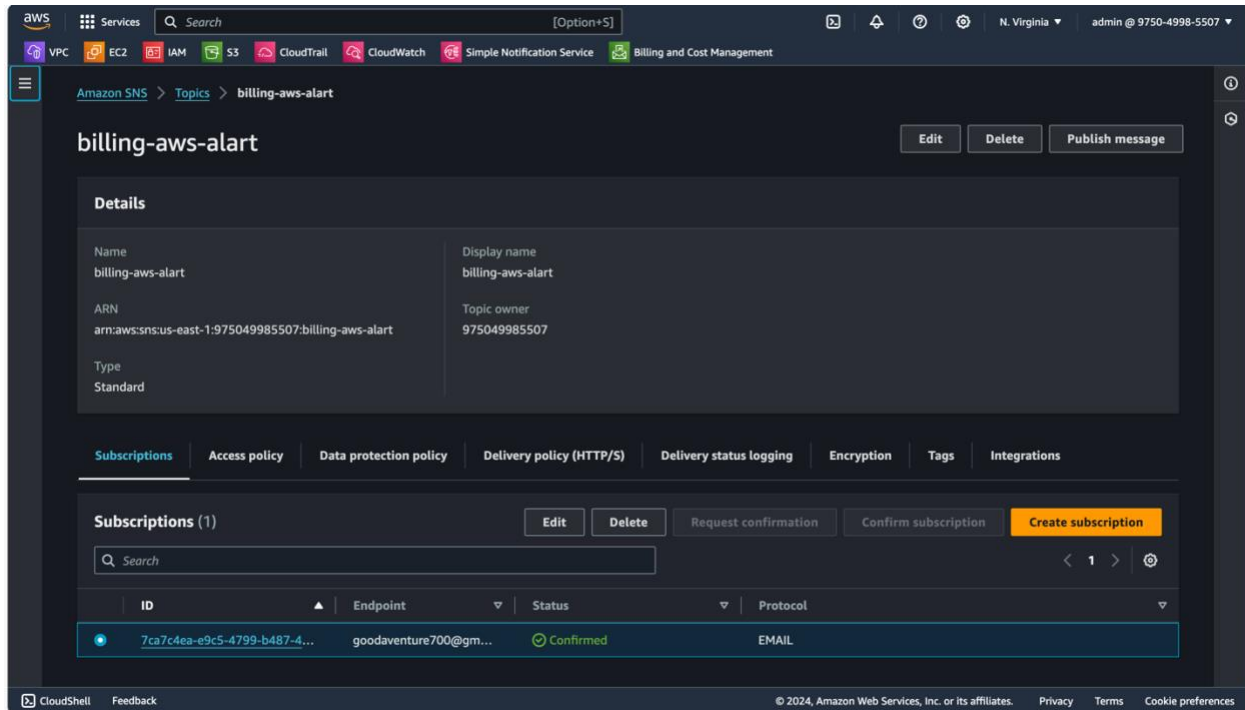 aws Services Search [Option+S] N. Virginia admin @ 9750-4998-5507
VPC EC2 IAM S3 CloudTrail CloudWatch Simple Notification Service Billing and Cost Management
Amazon SNS > Topics > billing-aws-alart
billing-aws-alart Edit Delete Publish message
Details
Name Display name
billing-aws-alart billing-aws-alart
ARN Topic owner
arn:aws:sns:us-east-1:975049985507:billing-aws-alart 975049985507
Type
Standard
Subscriptions Access policy Data protection policy Delivery policy (HTTP/S) Delivery status logging Encryption Tags Integrations
Subscriptions (1) Edit Delete Request confirmation Confirm subscription Create subscription
Search 1
ID Endpoint Status Protocol
7ca7c4ea-e9c5-4799-b487-4... goodaventure700@gm... Confirmed EMAIL
CloudShell Feedback © 2024, Amazon Web Services, Inc. or its affiliates. Privacy Terms Cookie preferences